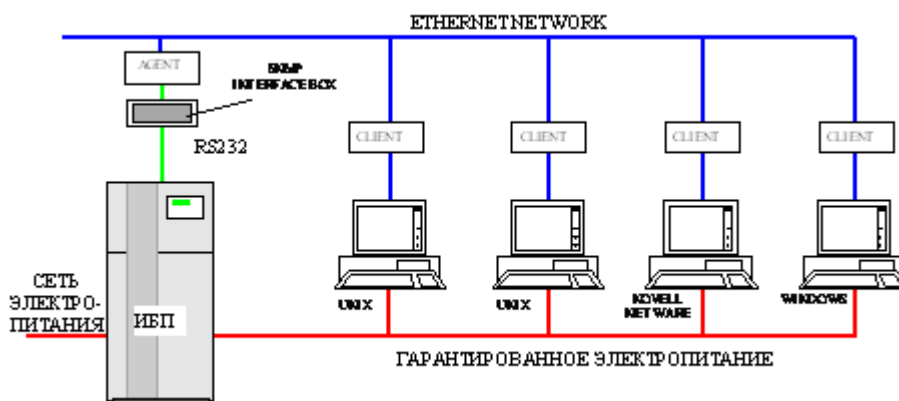 ETHERNET NETWORK
AGENT
SNMP
INTERFACE BOX
RS232
CLIENT
CLIENT
CLIENT
CLIENT
СЕТЬ
ЭЛЕКТРО-
ПИТАНИЯ
ИБП
UNIX
UNIX
NOVELL
NETWARE
WINDOWS
ГАРАНТИРОВАННОЕ ЭЛЕКТРОПИТАНИЕ